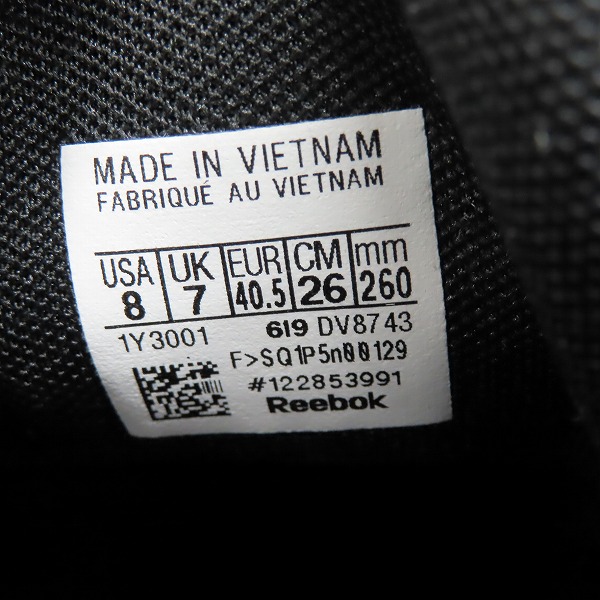 MADE IN VIETNAM
FABRIQUÉ AU VIETNAM
USA UK EUR CM mm
8 7 40.5 26 260
1Y3001 619 DV8743
F>SQ1P5n00129
#122853991
Reebok